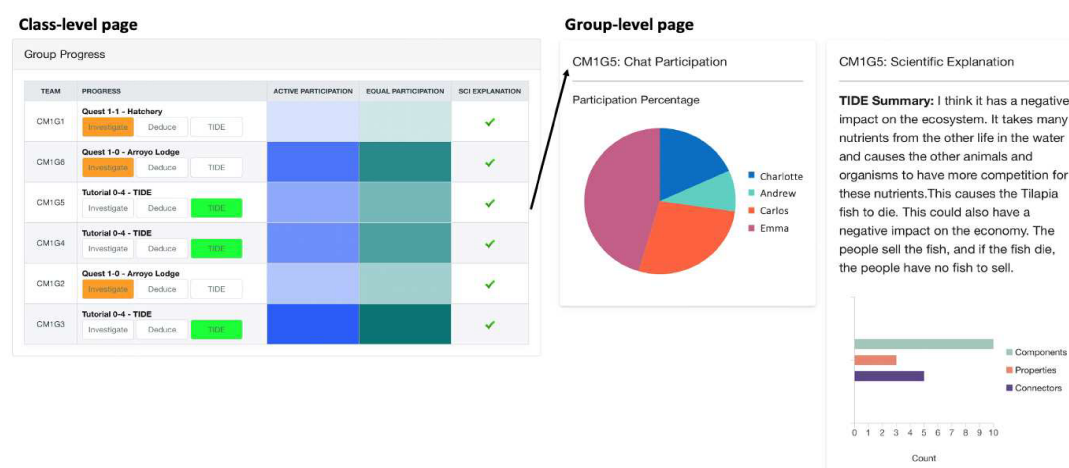 Class-level page
Group Progress
TEAM PROGRESS ACTIVE PARTICIPATION EQUAL PARTICIPATION SCI EXPLANATION
CM1G1
Quest 1-1 - Hatchery
Investigate Deduce TIDE
CM1G6
Quest 1-0 - Arroyo Lodge
Investigate Deduce TIDE
CM1G5
Tutorial 0-4 - TIDE
Investigate Deduce TIDE
CM1G4
Tutorial 0-4 - TIDE
Investigate Deduce TIDE
CM1G2
Quest 1-0 - Arroyo Lodge
Investigate Deduce TIDE
CM1G3
Tutorial 0-4 - TIDE
Investigate Deduce TIDE
Group-level page
CM1G5: Chat Participation
Participation Percentage
Charlotte
Andrew
Carlos
Emma
CM1G5: Scientific Explanation
TIDE Summary: I think it has a negative
impact on the ecosystem. It takes many
nutrients from the other life in the water
and causes the other animals and
organisms to have more competition for
these nutrients.This causes the Tilapia
fish to die. This could also have a
negative impact on the economy. The
people sell the fish, and if the fish die,
the people have no fish to sell.
Components
Properties
Connectors
0 1 2 3 4 5 6 7 8 9 10
Count